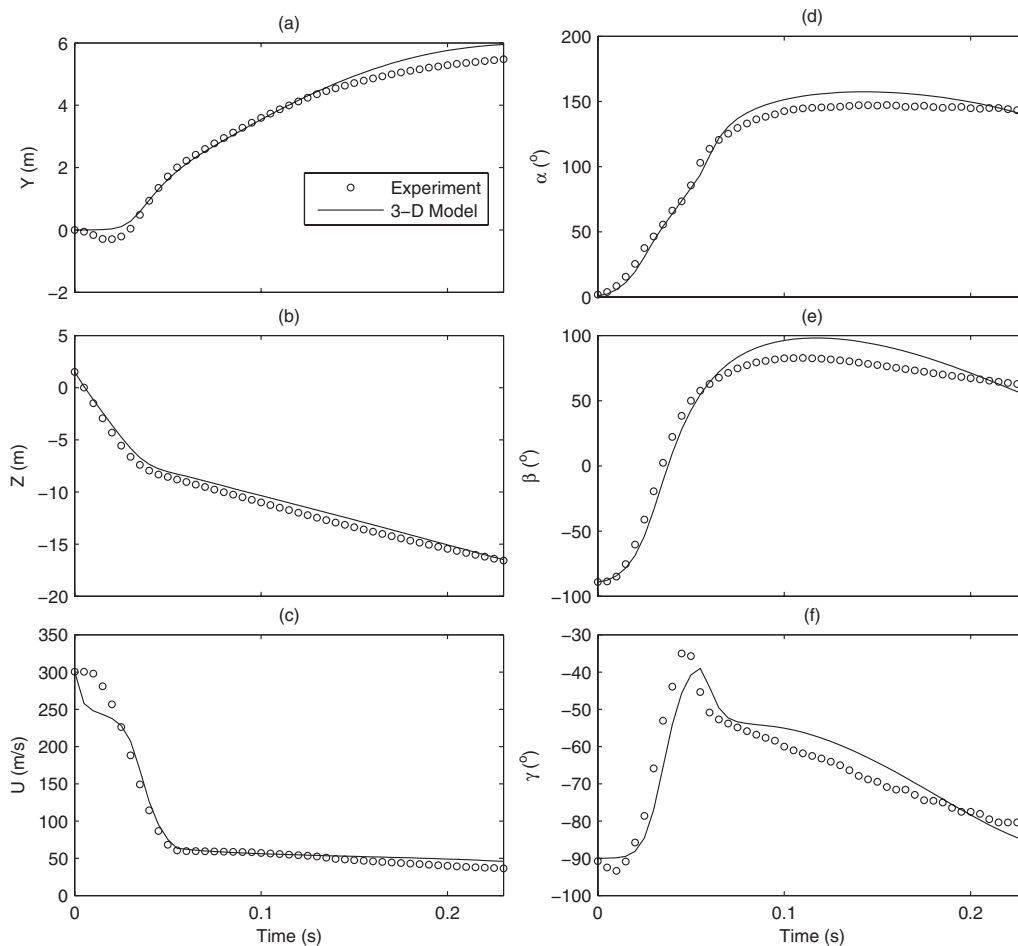 (a)
6
4
2
0
−2
Y (m)
Experiment
3−D Model
(b)
5
0
−5
−10
−15
−20
Z (m)
(c)
350
300
250
200
150
100
50
0
U (m/s)
0 0.1 0.2
Time (s)
(d)
200
150
100
50
0
α (°)
(e)
100
50
0
−50
−100
β (°)
(f)
−30
−40
−50
−60
−70
−80
−90
−100
γ (°)
0 0.1 0.2
Time (s)